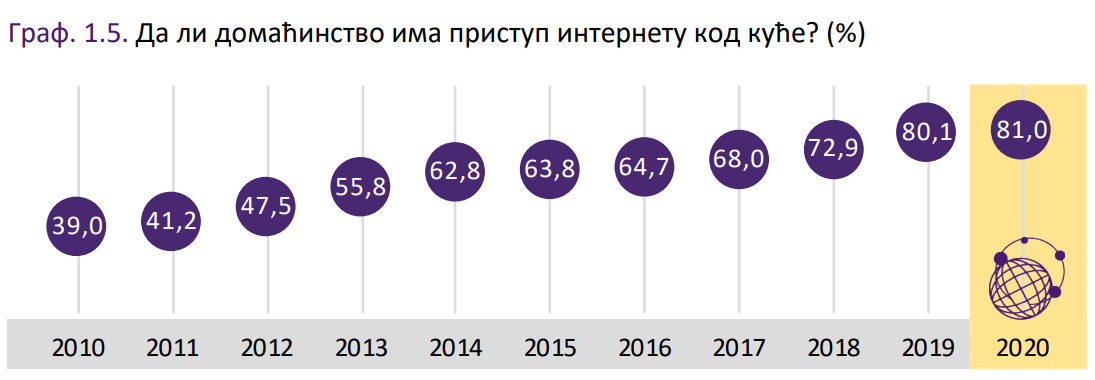 Граф. 1.5. Да ли домаћинство има приступ интернету код куће? (%)
39,0 41,2 47,5 55,8 62,8 63,8 64,7 68,0 72,9 80,1 81,0
2010 2011 2012 2013 2014 2015 2016 2017 2018 2019 2020